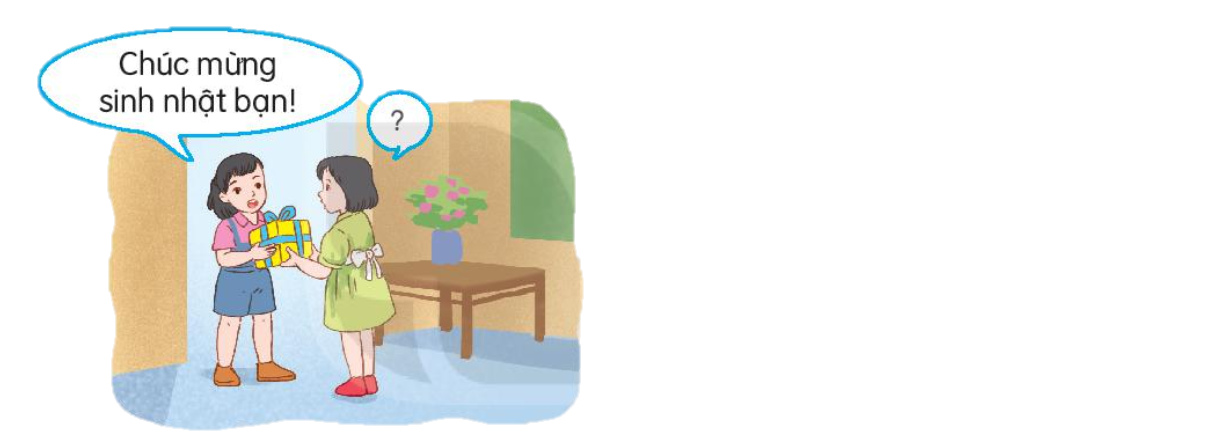 Chúc mừng
sinh nhật bạn!
?